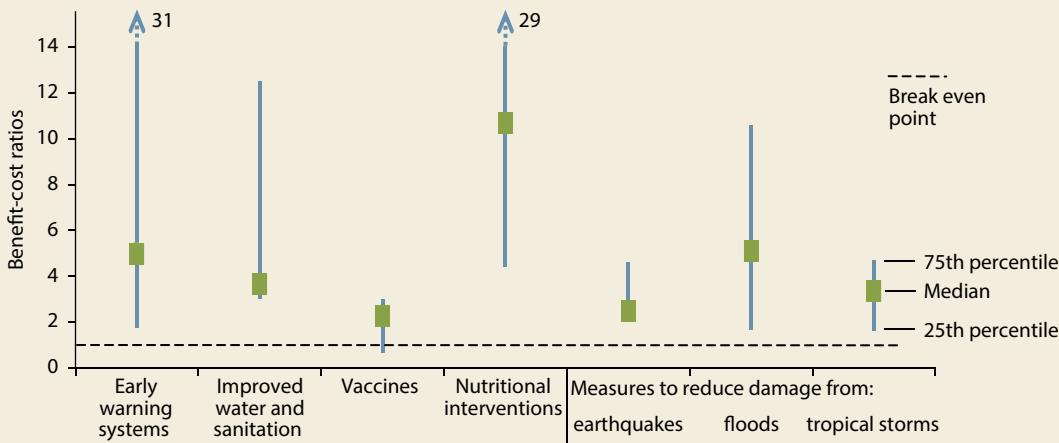 31
29
14
12
10
8
6
4
2
0
Benefit-cost ratios
Break even
point
75th percentile
Median
25th percentile
Early
warning
systems
Improved
water and
sanitation
Vaccines
Nutritional
interventions
Measures to reduce damage from:
earthquakes
floods
tropical storms